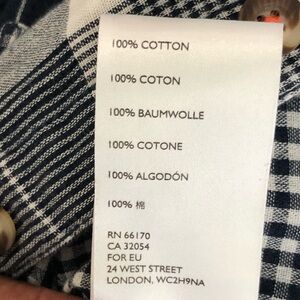 100% COTTON
100% COTON
100% BAUMWOLLE
100% COTONE
100% ALGODÓN
100% 棉
RN 66170
CA 32054
FOR EU
24 WEST STREET
LONDON, WC2H9NA